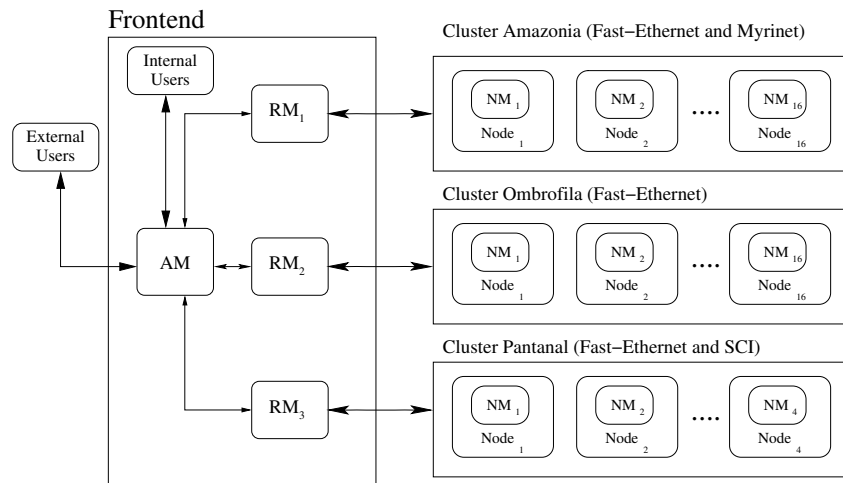 Frontend
Internal
Users
External
Users
AM
RM1
RM2
RM3
Cluster Amazonia (Fast−Ethernet and Myrinet)
NM 1
Node 1
NM 2
Node 2
....
NM 16
Node 16
Cluster Ombrofila (Fast−Ethernet)
NM 1
Node 1
NM 2
Node 2
....
NM 16
Node 16
Cluster Pantanal (Fast−Ethernet and SCI)
NM 1
Node 1
NM 2
Node 2
....
NM 4
Node 4